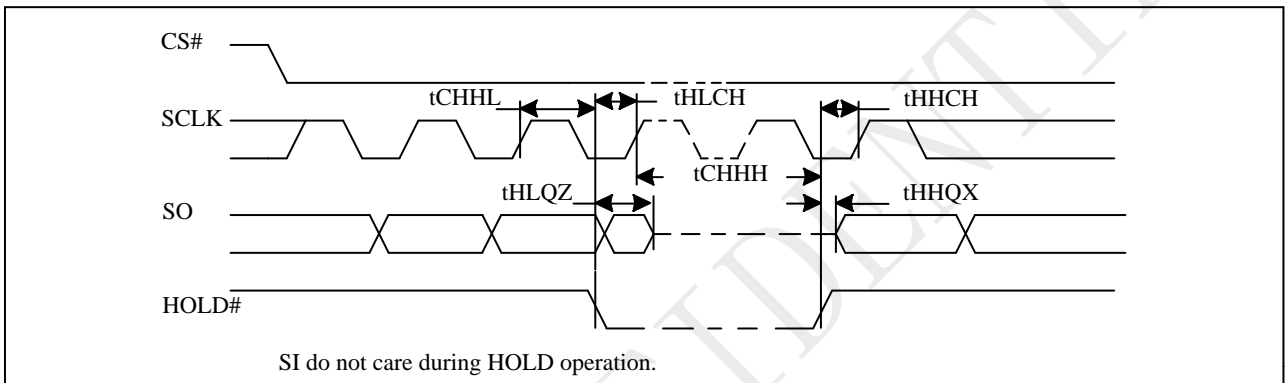 CS#
tCHHL
tHLCH
tHHCH
SCLK
tCHHH
tHLQZ
tHHQX
SO
HOLD#
SI do not care during HOLD operation.